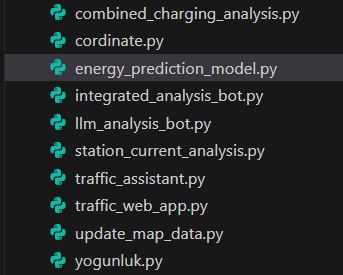 combined_charging_analysis.py
cordinate.py
energy_prediction_model.py
integrated_analysis_bot.py
llm_analysis_bot.py
station_current_analysis.py
traffic_assistant.py
traffic_web_app.py
update_map_data.py
yogunluk.py